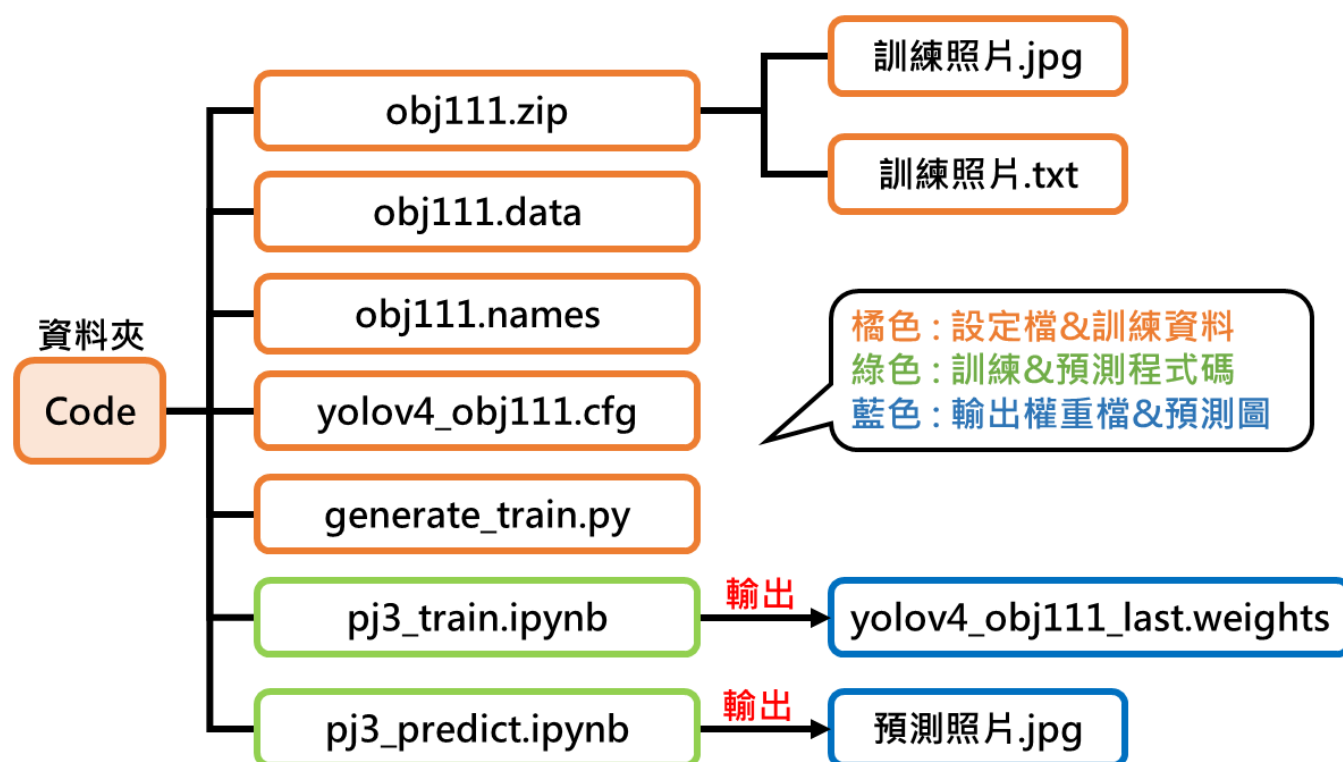 資料夾
Code
obj111.zip
訓練照片.jpg
訓練照片.txt
obj111.data
obj111.names
yolov4_obj111.cfg
generate_train.py
pj3_train.ipynb
輸出
yolov4_obj111_last.weights
pj3_predict.ipynb
輸出
預測照片.jpg
橘色 : 設定檔&訓練資料
綠色 : 訓練&預測程式碼
藍色 : 輸出權重檔&預測圖